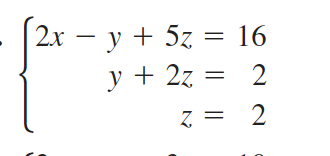 2x − y + 5z = 16
y + 2z = 2
z = 2